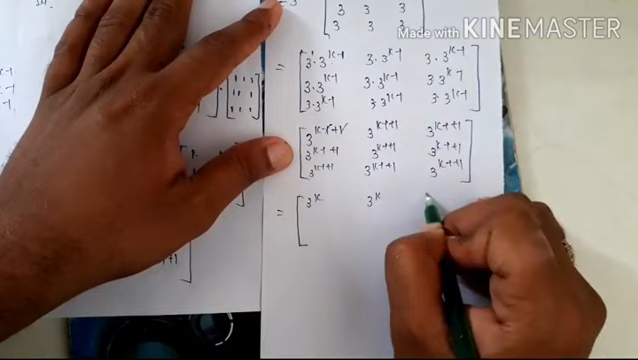 Made with KINEMASTER
3 3 3
3 3 3
= [ 3·3^K-1 3·3^K-1 3·3^K-1 ]
3·3^K-1 3·3^K-1 3·3^K-1
3·3^K-1 3·3^K-1 3·3^K-1
[ 3^K-1+1 3^K-1+1 3^K-1+1 ]
3^K-1+1 3^K-1+1 3^K-1+1
3^K-1+1 3^K-1+1 3^K-1+1
= [ 3^K 3^K